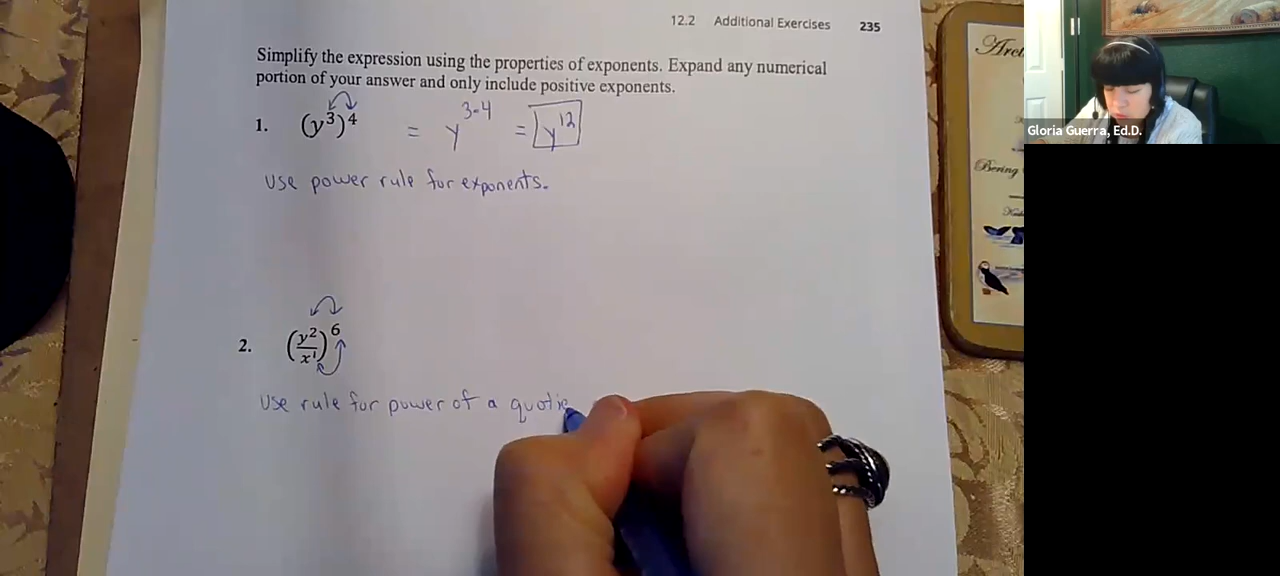 12.2 Additional Exercises 235
Simplify the expression using the properties of exponents. Expand any numerical
portion of your answer and only include positive exponents.
1. (y³)⁴ = y³·⁴ = y¹²
Use power rule for exponents.
2. (y²/x¹)⁶
Use rule for power of a quotie
Gloria Guerra, Ed.D.
Bering